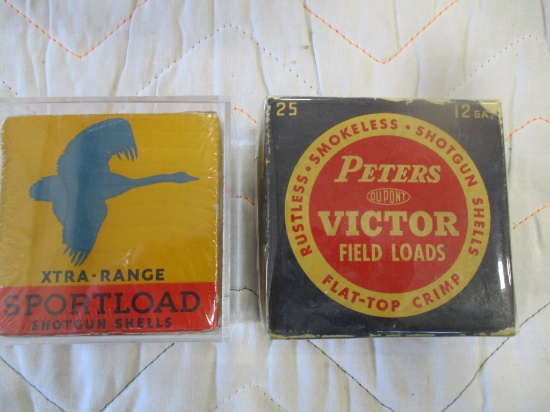 XTRA-RANGE
SPORTLOAD
SHOTGUN SHELLS
25
12 GA.
RUSTLESS • SMOKELESS • SHOTGUN SHELLS
PETERS
DU PONT
VICTOR
FIELD LOADS
FLAT-TOP CRIMP